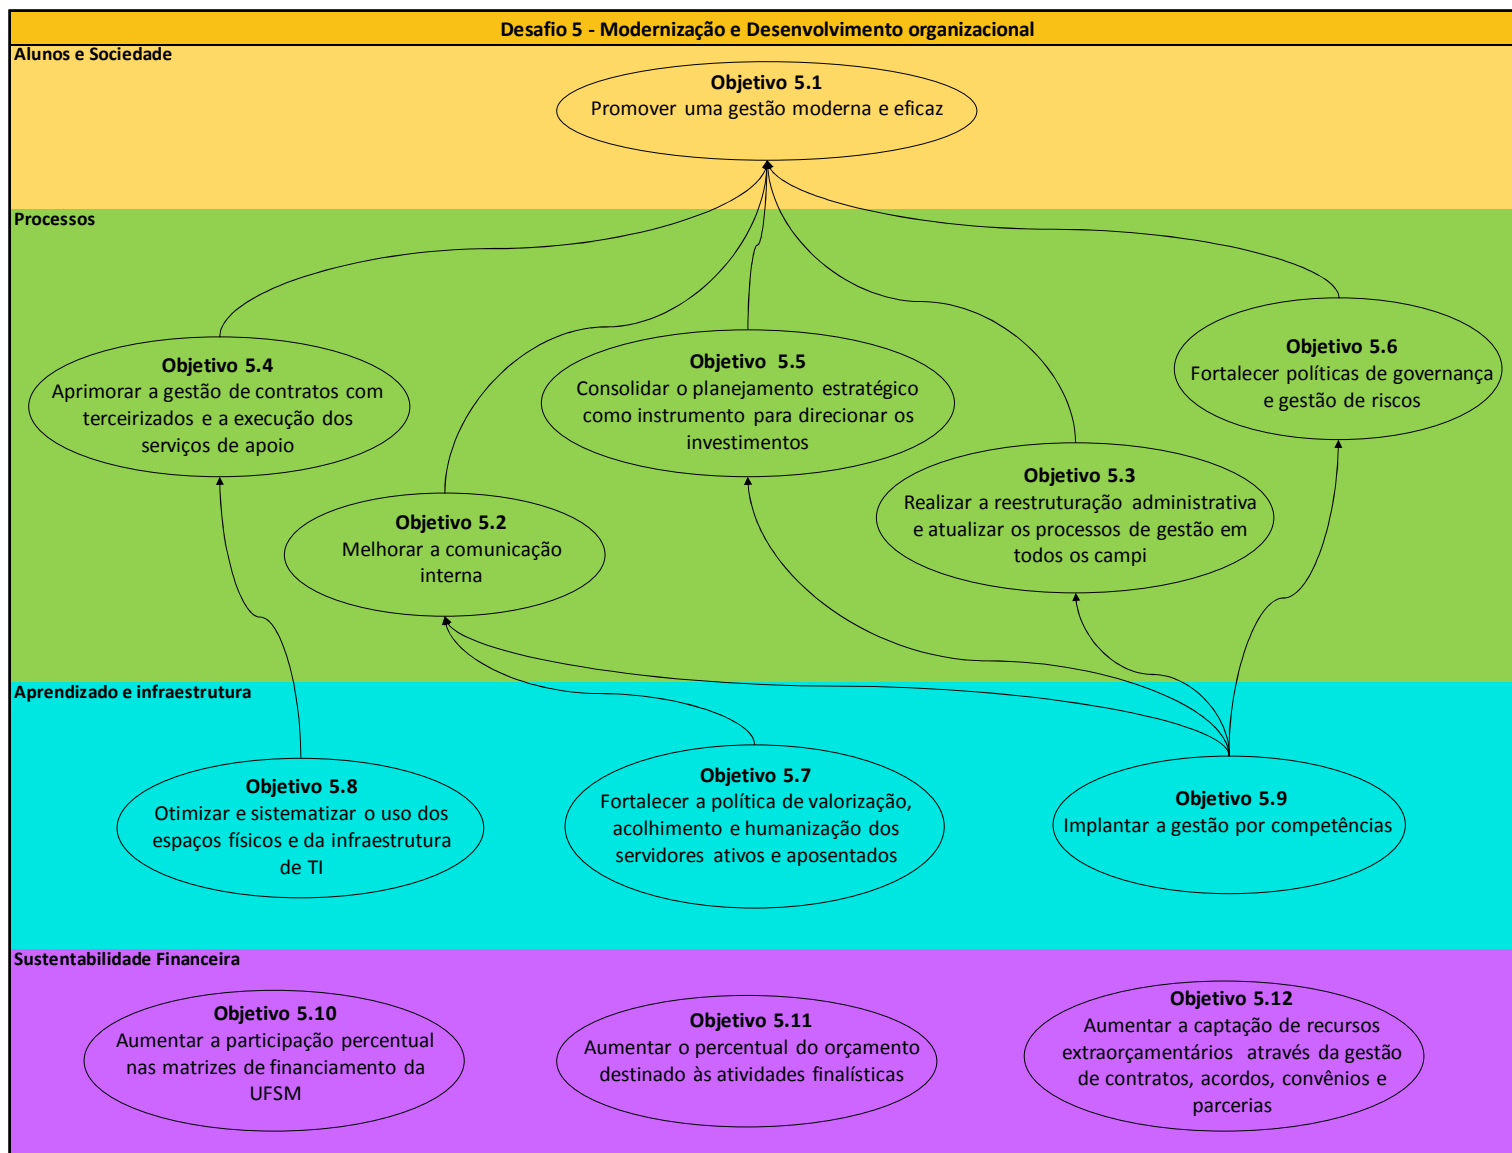 Desafio 5 - Modernização e Desenvolvimento organizacional
Alunos e Sociedade
Objetivo 5.1
Promover uma gestão moderna e eficaz
Processos
Objetivo 5.4
Aprimorar a gestão de contratos com
terceirizados e a execução dos
serviços de apoio
Objetivo 5.5
Consolidar o planejamento estratégico
como instrumento para direcionar os
investimentos
Objetivo 5.6
Fortalecer políticas de governança
e gestão de riscos
Objetivo 5.2
Melhorar a comunicação
interna
Objetivo 5.3
Realizar a reestruturação administrativa
e atualizar os processos de gestão em
todos os campi
Aprendizado e infraestrutura
Objetivo 5.8
Otimizar e sistematizar o uso dos
espaços físicos e da infraestrutura
de TI
Objetivo 5.7
Fortalecer a política de valorização,
acolhimento e humanização dos
servidores ativos e aposentados
Objetivo 5.9
Implantar a gestão por competências
Sustentabilidade Financeira
Objetivo 5.10
Aumentar a participação percentual
nas matrizes de financiamento da
UFSM
Objetivo 5.11
Aumentar o percentual do orçamento
destinado às atividades finalísticas
Objetivo 5.12
Aumentar a captação de recursos
extraorçamentários através da gestão
de contratos, acordos, convênios e
parcerias